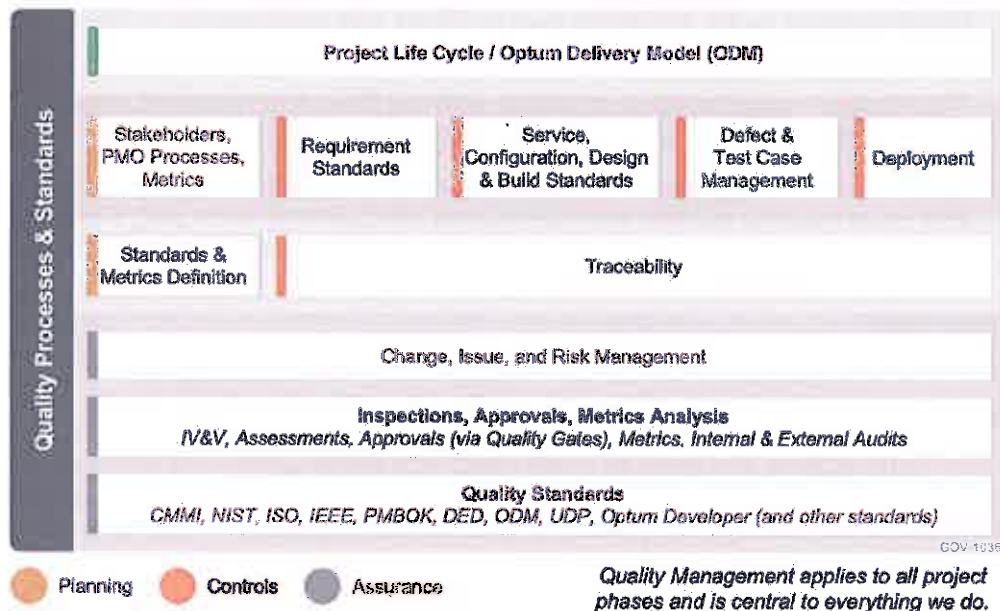 Quality Processes & Standards
Project Life Cycle / Optum Delivery Model (ODM)
Stakeholders,
PMO Processes,
Metrics
Requirement
Standards
Service,
Configuration, Design
& Build Standards
Defect &
Test Case
Management
Deployment
Standards &
Metrics Definition
Traceability
Change, Issue, and Risk Management
Inspections, Approvals, Metrics Analysis
IV&V, Assessments, Approvals (via Quality Gates), Metrics, Internal & External Audits
Quality Standards
CMMI, NIST, ISO, IEEE, PMBOK, DED, ODM, UDP, Optum Developer (and other standards)
GOV-1036
Planning
Controls
Assurance
Quality Management applies to all project
phases and is central to everything we do.